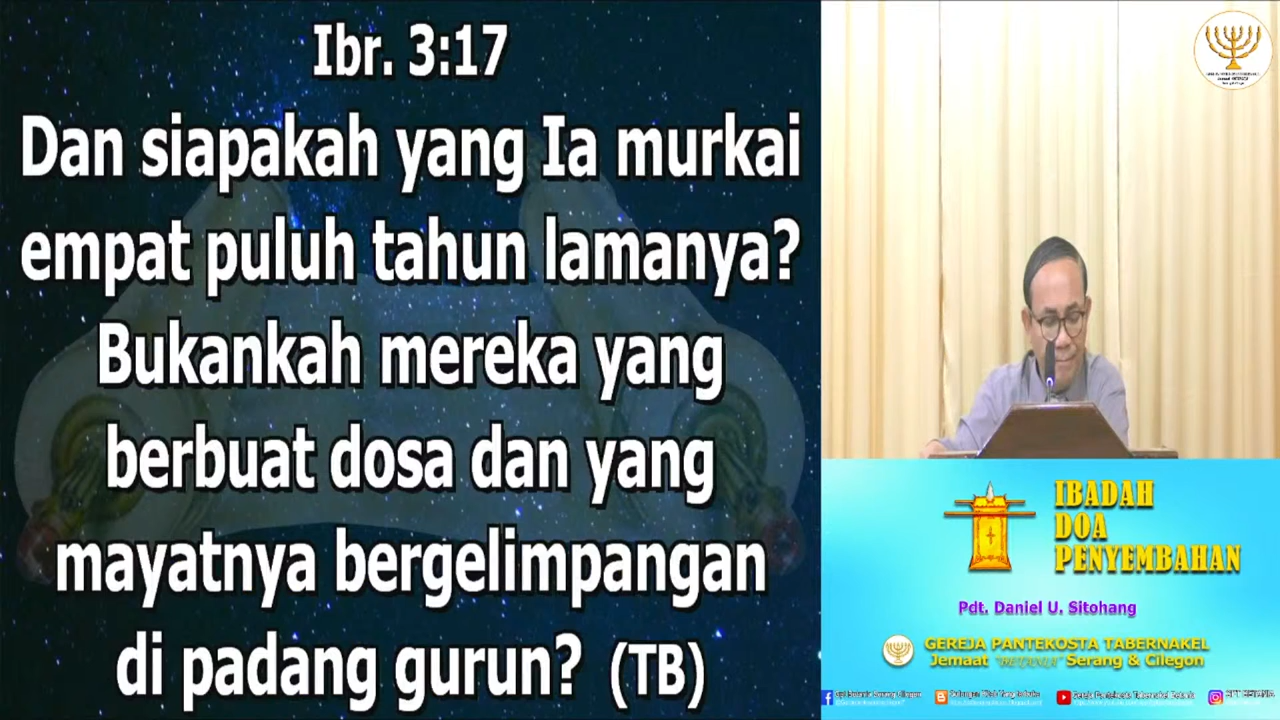 Ibr. 3:17
Dan siapakah yang Ia murkai
empat puluh tahun lamanya?
Bukankah mereka yang
berbuat dosa dan yang
mayatnya bergelimpangan
di padang gurun? (TB)
IBADAH
DOA
PENYEMBAHAN
Pdt. Daniel U. Sitohang
GEREJA PANTEKOSTA TABERNAKEL
Jemaat "BETANIA" Serang & Cilegon